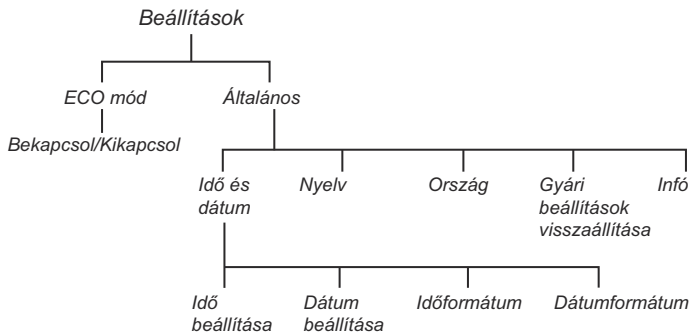 Beállítások
ECO mód
Általános
Bekapcsol/Kikapcsol
Idő és
dátum
Nyelv
Ország
Gyári
beállítások
visszaállítása
Infó
Idő
beállítása
Dátum
beállítása
Időformátum
Dátumformátum